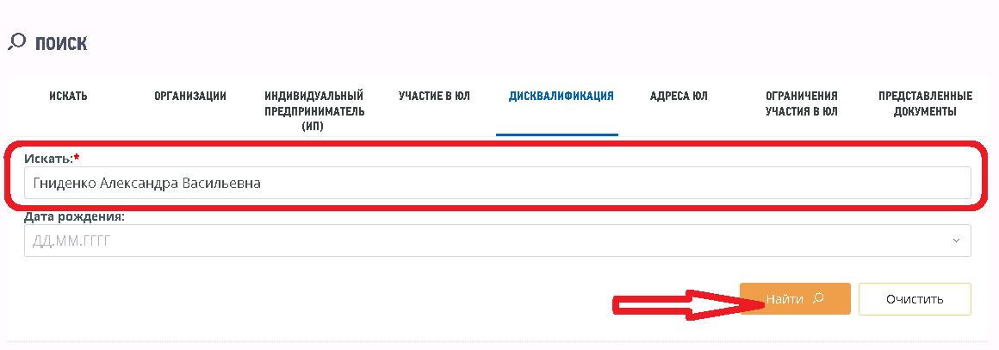 ПОИСК
ИСКАТЬ
ОРГАНИЗАЦИИ
ИНДИВИДУАЛЬНЫЙ
ПРЕДПРИНИМАТЕЛЬ
(ИП)
УЧАСТИЕ В ЮЛ
ДИСКВАЛИФИКАЦИЯ
АДРЕСА ЮЛ
ОГРАНИЧЕНИЯ
УЧАСТИЯ В ЮЛ
ПРЕДСТАВЛЕННЫЕ
ДОКУМЕНТЫ
Искать:*
Гниденко Александра Васильевна
Дата рождения:
ДД.ММ.ГГГГ
Найти
Очистить